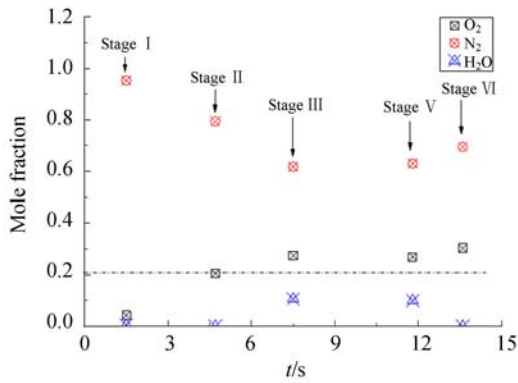 1.2
1.0
0.8
0.6
0.4
0.2
0.0
Mole fraction
Stage Ⅰ
Stage Ⅱ
Stage Ⅲ
Stage Ⅴ
Stage Ⅵ
O₂
N₂
H₂O
0 3 6 9 12 15
t/s